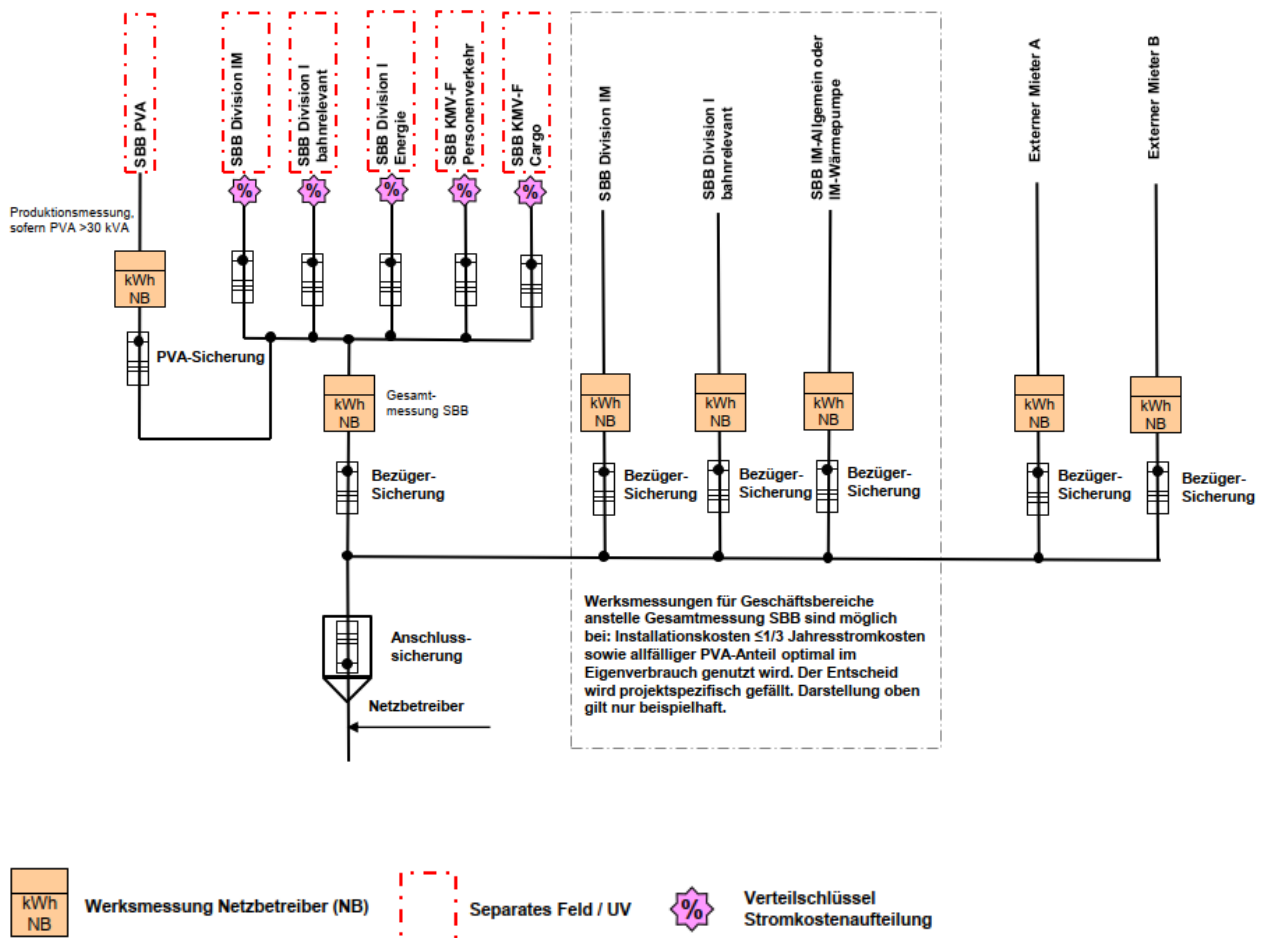 SBB PVA
SBB Division IM
SBB Division I
bahnrelevant
SBB Division I
Energie
SBB KMV-F
Personenverkehr
SBB KMV-F
Cargo
SBB Division IM
SBB Division I
bahnrelevant
SBB IM-Allgemein oder
IM-Wärmepumpe
Externer Mieter A
Externer Mieter B
%
%
%
%
%
Produktionsmessung,
sofern PVA >30 kVA
kWh
NB
PVA-Sicherung
kWh
NB
Gesamt-
messung SBB
kWh
NB
kWh
NB
kWh
NB
kWh
NB
kWh
NB
Bezüger-
Sicherung
Bezüger-
Sicherung
Bezüger-
Sicherung
Bezüger-
Sicherung
Bezüger-
Sicherung
Bezüger-
Sicherung
Werksmessungen für Geschäftsbereiche
anstelle Gesamtmessung SBB sind möglich
bei: Installationskosten ≤1/3 Jahresstromkosten
sowie allfälliger PVA-Anteil optimal im
Eigenverbrauch genutzt wird. Der Entscheid
wird projektspezifisch gefällt. Darstellung oben
gilt nur beispielhaft.
Anschluss-
sicherung
Netzbetreiber
kWh
NB
Werksmessung Netzbetreiber (NB)
Separates Feld / UV
%
Verteilschlüssel
Stromkostenaufteilung